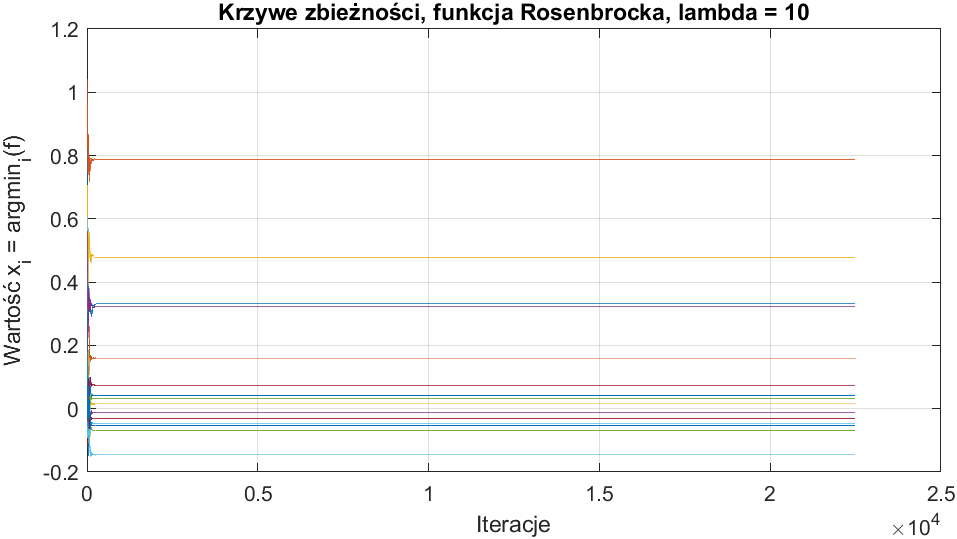 Krzywe zbieżności, funkcja Rosenbrocka, lambda = 10
1.2
1
0.8
0.6
0.4
0.2
0
-0.2
Wartość x_i = argmin_i(f)
0 0.5 1 1.5 2 2.5
×10^4
Iteracje